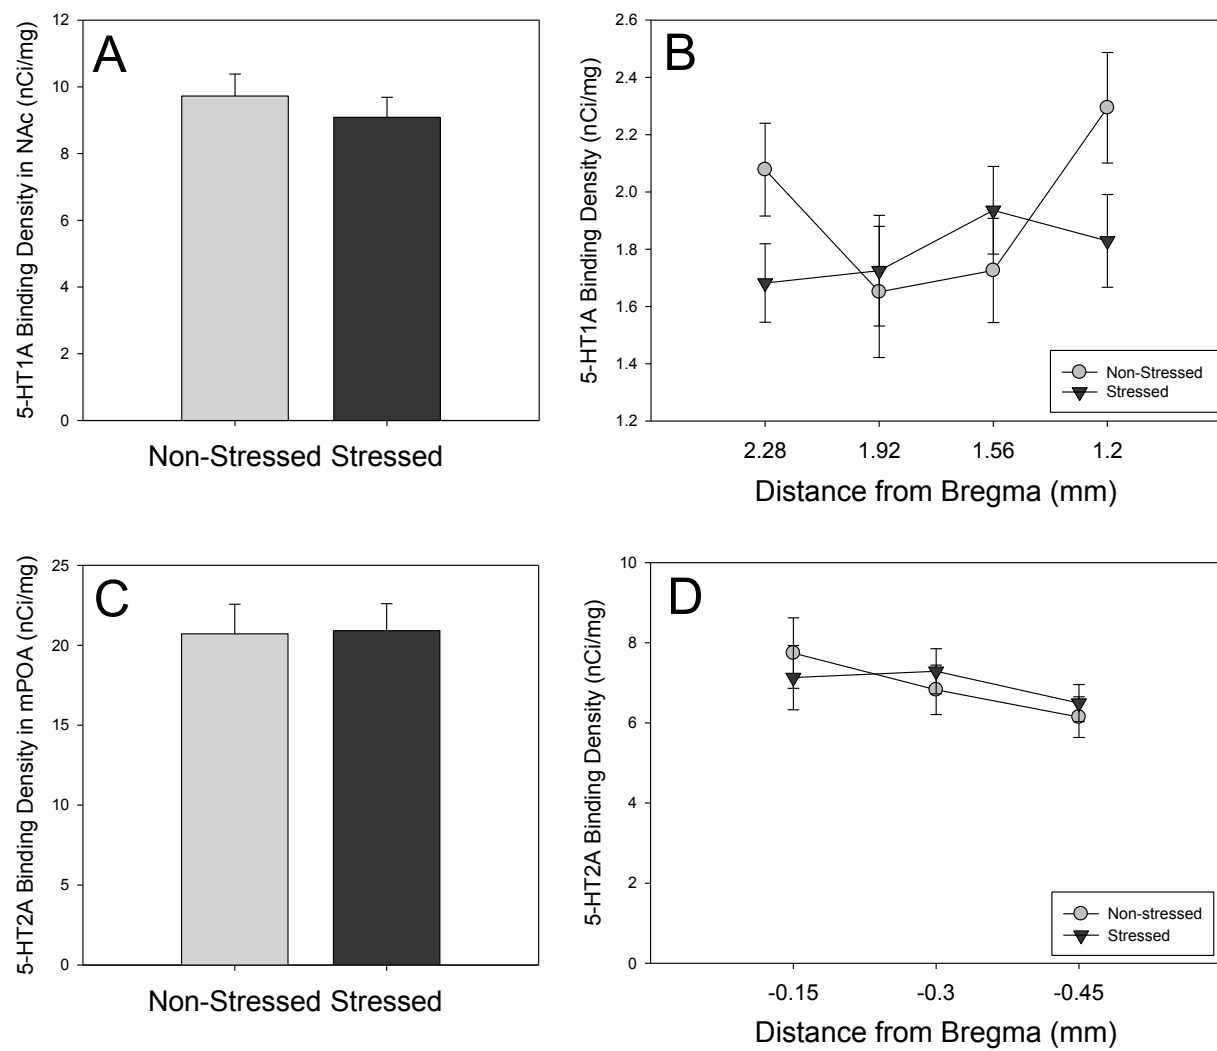 A
5-HT1A Binding Density in NAc (nCi/mg)
12
10
8
6
4
2
0
Non-Stressed Stressed
B
5-HT1A Binding Density (nCi/mg)
2.6
2.4
2.2
2.0
1.8
1.6
1.4
1.2
Non-Stressed
Stressed
2.28 1.92 1.56 1.2
Distance from Bregma (mm)
C
5-HT2A Binding Density in mPOA (nCi/mg)
25
20
15
10
5
0
Non-Stressed Stressed
D
5-HT2A Binding Density (nCi/mg)
10
8
6
4
2
0
Non-stressed
Stressed
-0.15 -0.3 -0.45
Distance from Bregma (mm)